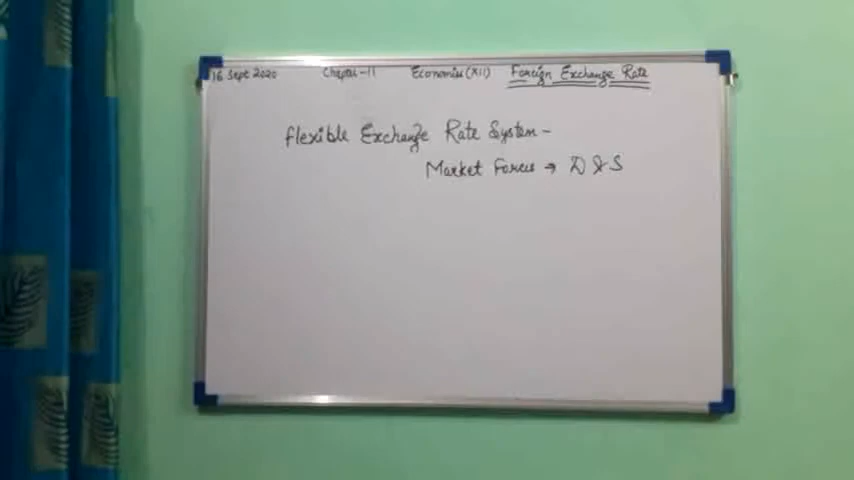 16 Sept 2020 Chapter-11 Economics (XII) Foreign Exchange Rate
Flexible Exchange Rate System -
Market Forces → D & S